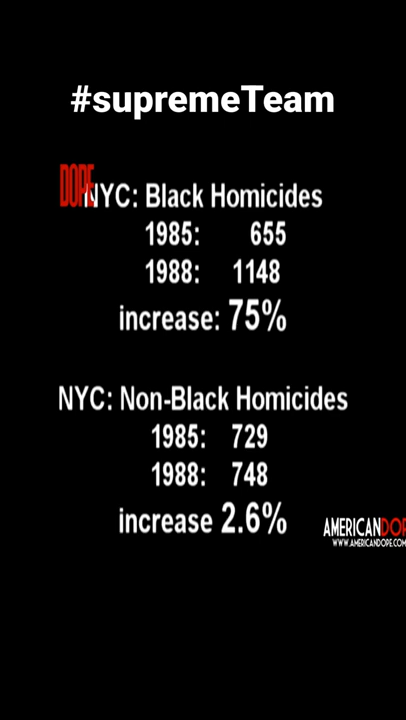 #supremeTeam
DOPE
NYC: Black Homicides
1985: 655
1988: 1148
increase: 75%
NYC: Non-Black Homicides
1985: 729
1988: 748
increase 2.6%
AMERICANDOP
WWW.AMERICANDOPE.COM